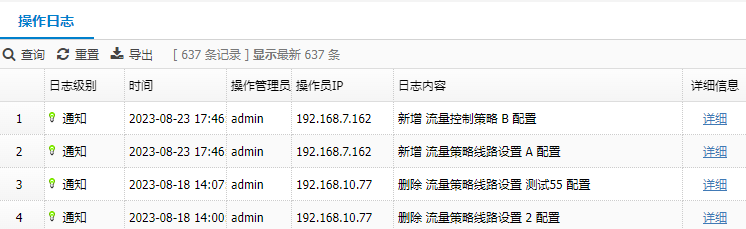 操作日志
查询 重置 导出 [ 637 条记录 ] 显示最新 637 条
日志级别 时间 操作管理员 操作员IP 日志内容 详细信息
1 通知 2023-08-23 17:46 admin 192.168.7.162 新增 流量控制策略 B 配置 详细
2 通知 2023-08-23 17:46 admin 192.168.7.162 新增 流量策略线路设置 A 配置 详细
3 通知 2023-08-18 14:07 admin 192.168.10.77 删除 流量策略线路设置 测试55 配置 详细
4 通知 2023-08-18 14:00 admin 192.168.10.77 删除 流量策略线路设置 2 配置 详细